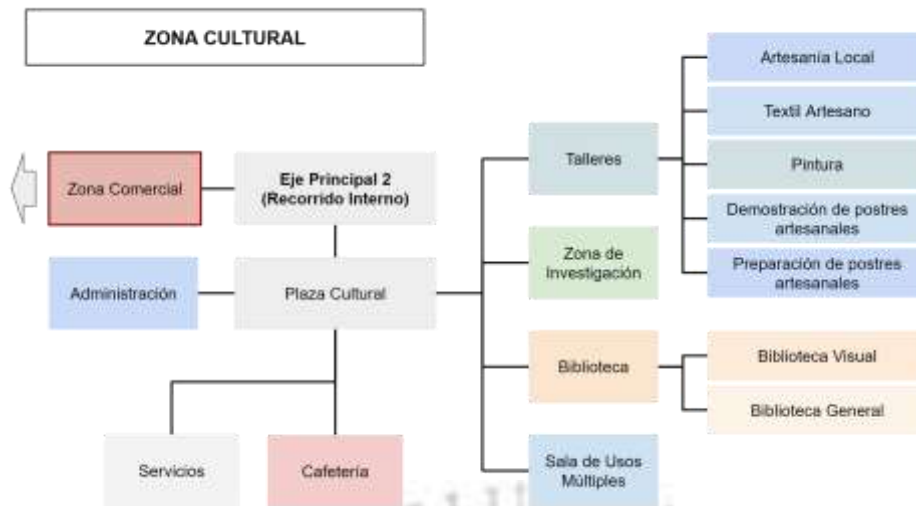 ZONA CULTURAL
Artesanía Local
Textil Artesano
Talleres
Pintura
Zona Comercial
Eje Principal 2
(Recorrido Interno)
Demostración de postres
artesanales
Zona de
Investigación
Preparación de postres
artesanales
Administración
Plaza Cultural
Biblioteca
Biblioteca Visual
Biblioteca General
Servicios
Cafetería
Sala de Usos
Múltiples